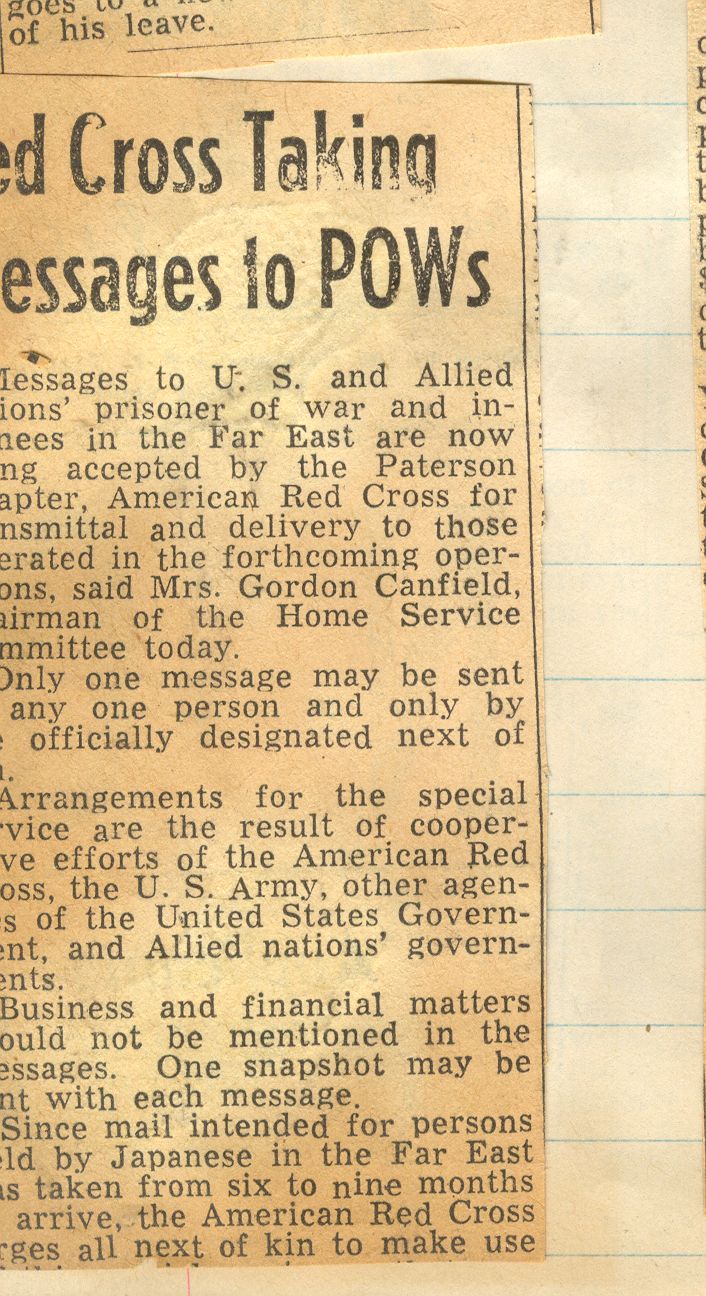 goes to a
of his leave.
ed Cross Taking
essages to POWs
Messages to U. S. and Allied
ions' prisoner of war and in-
nees in the Far East are now
ng accepted by the Paterson
apter, American Red Cross for
ansmittal and delivery to those
erated in the forthcoming oper-
ons, said Mrs. Gordon Canfield,
airman of the Home Service
mmittee today.
Only one message may be sent
any one person and only by
e officially designated next of
n.
Arrangements for the special
rvice are the result of cooper-
ve efforts of the American Red
oss, the U. S. Army, other agen-
es of the United States Govern-
ent, and Allied nations' govern-
ents.
Business and financial matters
ould not be mentioned in the
essages. One snapshot may be
nt with each message.
Since mail intended for persons
eld by Japanese in the Far East
as taken from six to nine months
arrive, the American Red Cross
rges all next of kin to make use